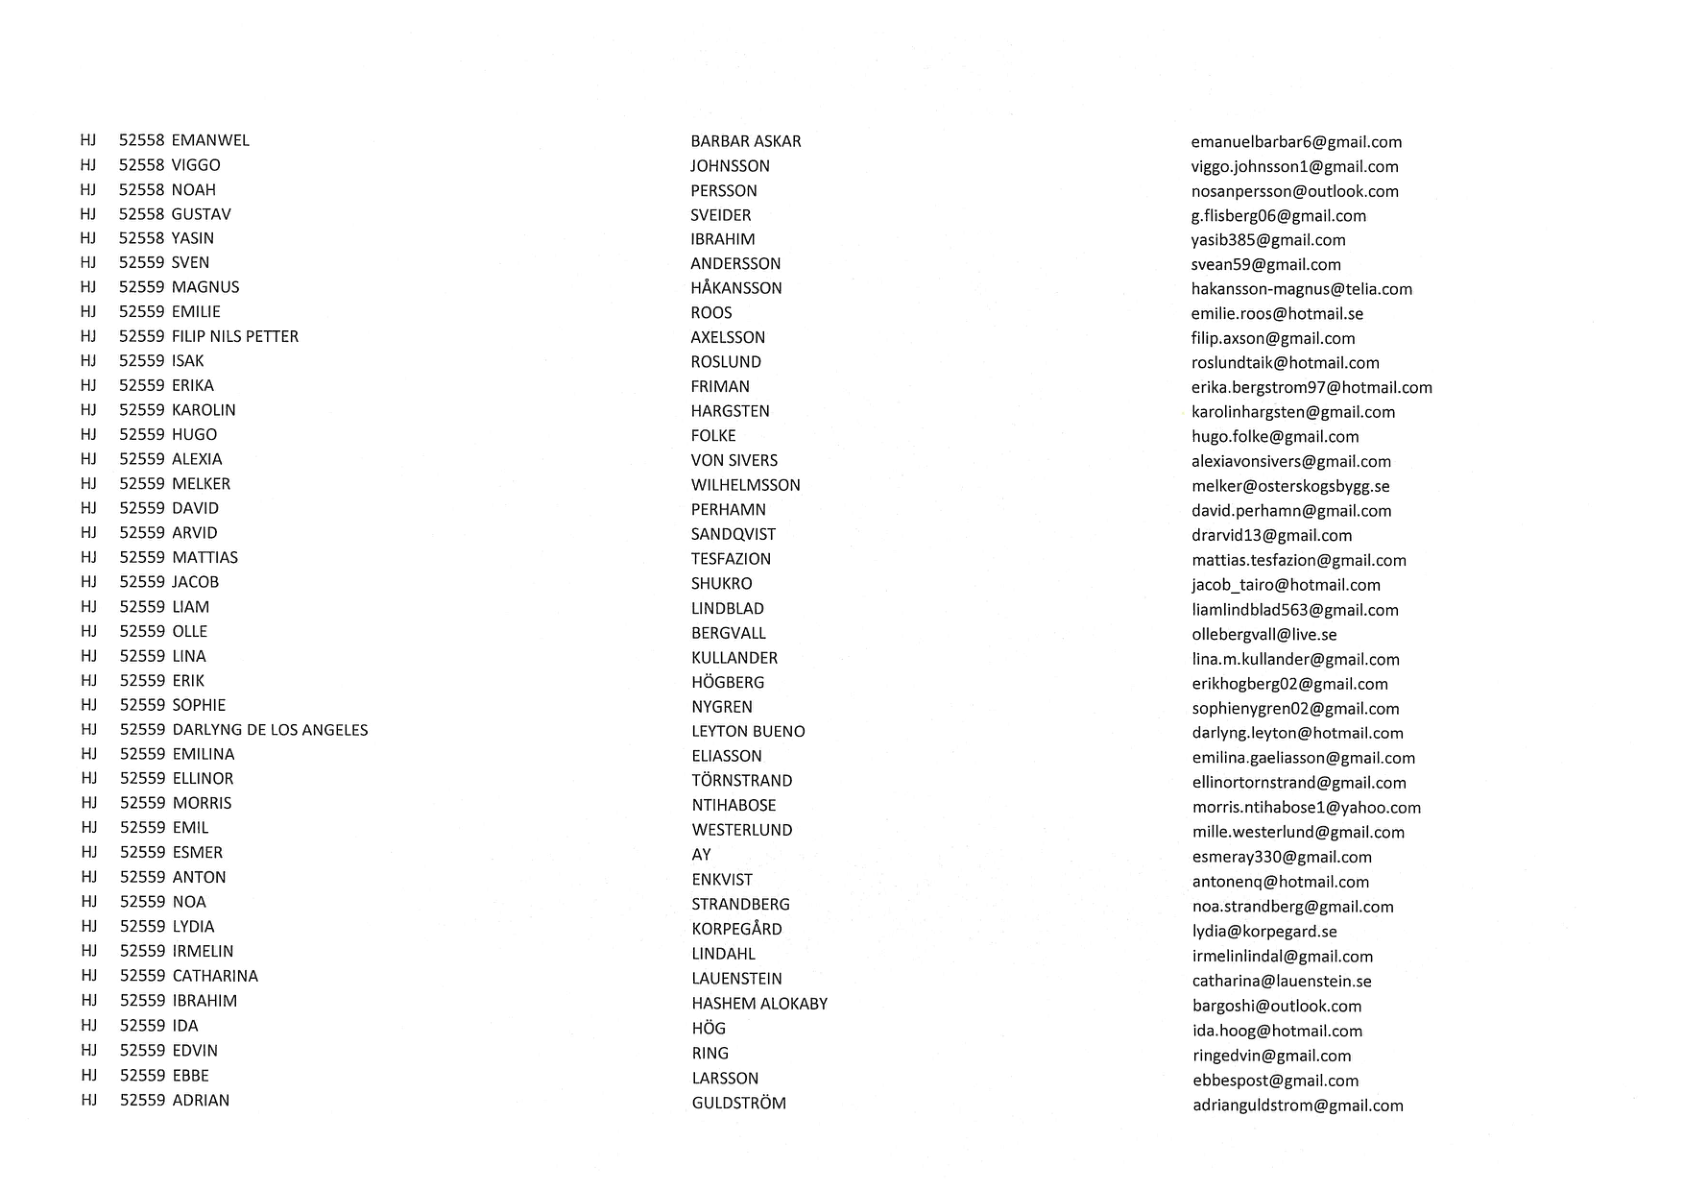 HJ 52558 EMANWEL BARBAR ASKAR emanuelbarbar6@gmail.com
HJ 52558 VIGGO JOHNSSON viggo.johnsson1@gmail.com
HJ 52558 NOAH PERSSON nosanpersson@outlook.com
HJ 52558 GUSTAV SVEIDER g.flisberg06@gmail.com
HJ 52558 YASIN IBRAHIM yasib385@gmail.com
HJ 52559 SVEN ANDERSSON svean59@gmail.com
HJ 52559 MAGNUS HÅKANSSON hakansson-magnus@telia.com
HJ 52559 EMILIE ROOS emilie.roos@hotmail.se
HJ 52559 FILIP NILS PETTER AXELSSON filip.axson@gmail.com
HJ 52559 ISAK ROSLUND roslundtaik@hotmail.com
HJ 52559 ERIKA FRIMAN erika.bergstrom97@hotmail.com
HJ 52559 KAROLIN HARGSTEN karolinhargsten@gmail.com
HJ 52559 HUGO FOLKE hugo.folke@gmail.com
HJ 52559 ALEXIA VON SIVERS alexiavonsivers@gmail.com
HJ 52559 MELKER WILHELMSSON melker@osterskogsbygg.se
HJ 52559 DAVID PERHAMN david.perhamn@gmail.com
HJ 52559 ARVID SANDQVIST drarvid13@gmail.com
HJ 52559 MATTIAS TESFAZION mattias.tesfazion@gmail.com
HJ 52559 JACOB SHUKRO jacob_tairo@hotmail.com
HJ 52559 LIAM LINDBLAD liamlindblad563@gmail.com
HJ 52559 OLLE BERGVALL ollebergvall@live.se
HJ 52559 LINA KULLANDER lina.m.kullander@gmail.com
HJ 52559 ERIK HÖGBERG erikhogberg02@gmail.com
HJ 52559 SOPHIE NYGREN sophienygren02@gmail.com
HJ 52559 DARLYNG DE LOS ANGELES LEYTON BUENO darlyng.leyton@hotmail.com
HJ 52559 EMILINA ELIASSON emilina.gaeliasson@gmail.com
HJ 52559 ELLINOR TÖRNSTRAND ellinortornstrand@gmail.com
HJ 52559 MORRIS NTIHABOSE morris.ntihabose1@yahoo.com
HJ 52559 EMIL WESTERLUND mille.westerlund@gmail.com
HJ 52559 ESMER AY esmeray330@gmail.com
HJ 52559 ANTON ENKVIST antonenq@hotmail.com
HJ 52559 NOA STRANDBERG noa.strandberg@gmail.com
HJ 52559 LYDIA KORPEGÅRD lydia@korpegard.se
HJ 52559 IRMELIN LINDAHL irmelinlindal@gmail.com
HJ 52559 CATHARINA LAUENSTEIN catharina@lauenstein.se
HJ 52559 IBRAHIM HASHEM ALOKABY bargoshi@outlook.com
HJ 52559 IDA HÖG ida.hoog@hotmail.com
HJ 52559 EDVIN RING ringedvin@gmail.com
HJ 52559 EBBE LARSSON ebbespost@gmail.com
HJ 52559 ADRIAN GULDSTRÖM adrianguldstrom@gmail.com